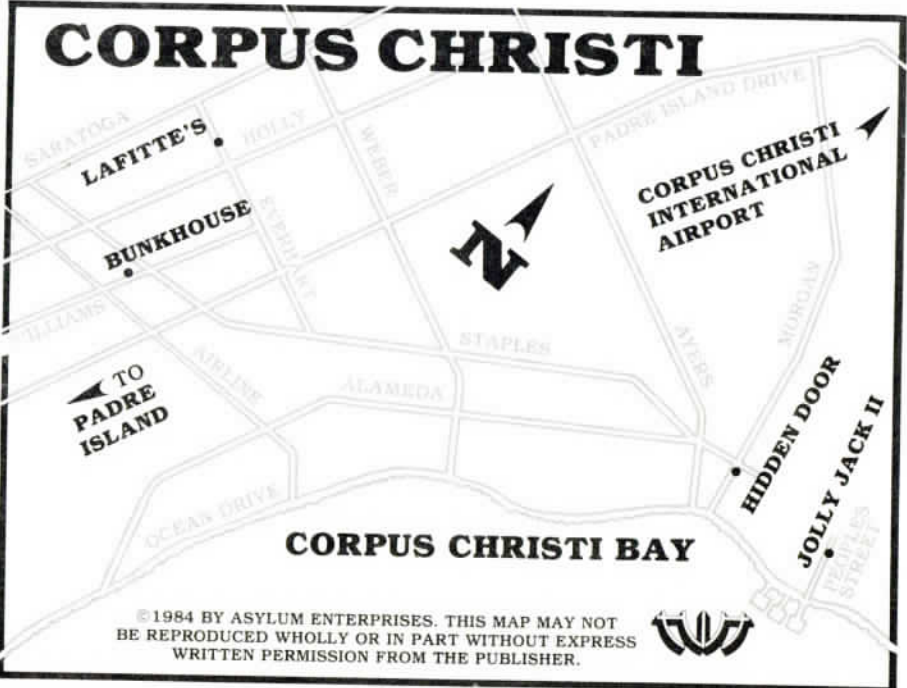 CORPUS CHRISTI
SARATOGA
LAFITTE'S
HOLLY
WEBER
PADRE ISLAND DRIVE
CORPUS CHRISTI
INTERNATIONAL
AIRPORT
BUNKHOUSE
EVERHART
N
WILLIAMS
AIRLINE
STAPLES
AYERS
MORGAN
TO
PADRE
ISLAND
ALAMEDA
HIDDEN DOOR
JOLLY JACK II
PEOPLES
STREET
OCEAN DRIVE
CORPUS CHRISTI BAY
©1984 BY ASYLUM ENTERPRISES. THIS MAP MAY NOT
BE REPRODUCED WHOLLY OR IN PART WITHOUT EXPRESS
WRITTEN PERMISSION FROM THE PUBLISHER.